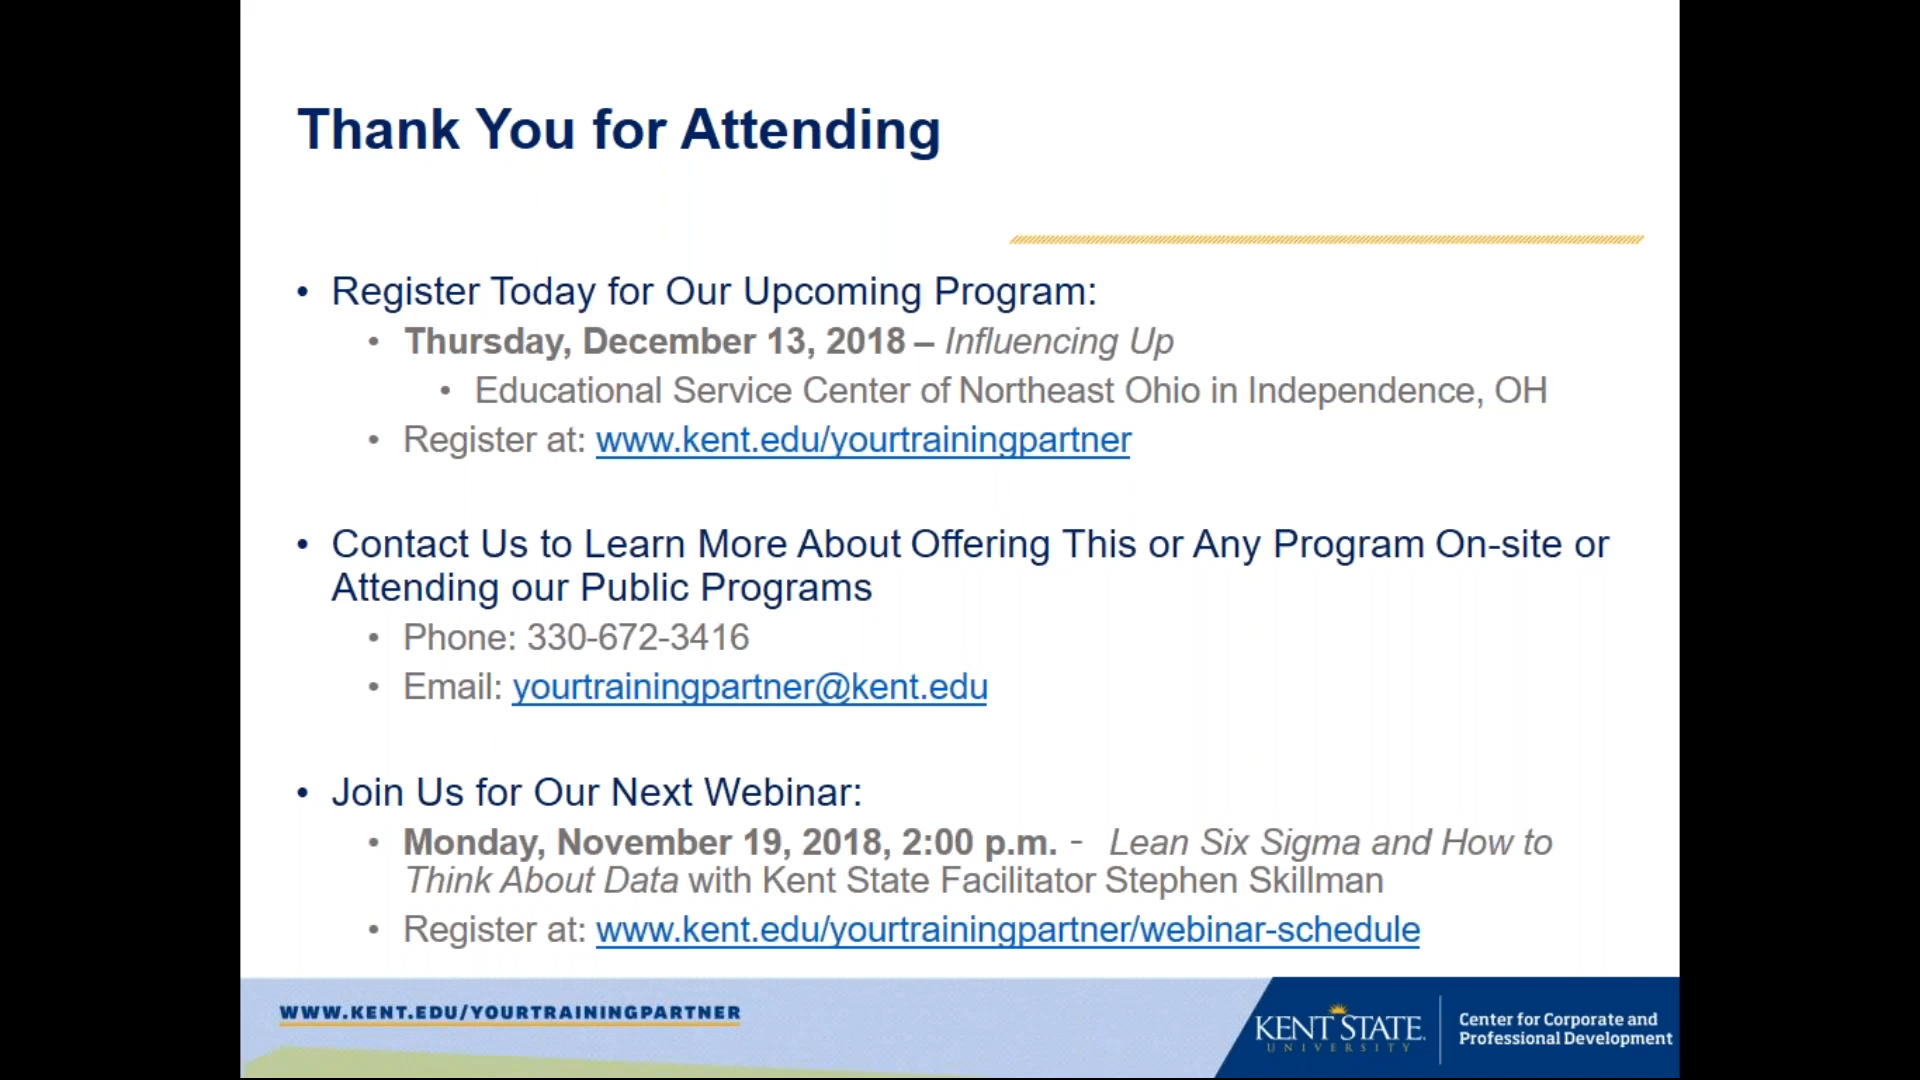 Thank You for Attending
• Register Today for Our Upcoming Program:
• Thursday, December 13, 2018 – Influencing Up
• Educational Service Center of Northeast Ohio in Independence, OH
• Register at: www.kent.edu/yourtrainingpartner
• Contact Us to Learn More About Offering This or Any Program On-site or
Attending our Public Programs
• Phone: 330-672-3416
• Email: yourtrainingpartner@kent.edu
• Join Us for Our Next Webinar:
• Monday, November 19, 2018, 2:00 p.m. - Lean Six Sigma and How to
Think About Data with Kent State Facilitator Stephen Skillman
• Register at: www.kent.edu/yourtrainingpartner/webinar-schedule
WWW.KENT.EDU/YOURTRAININGPARTNER
KENT STATE
UNIVERSITY
Center for Corporate and
Professional Development